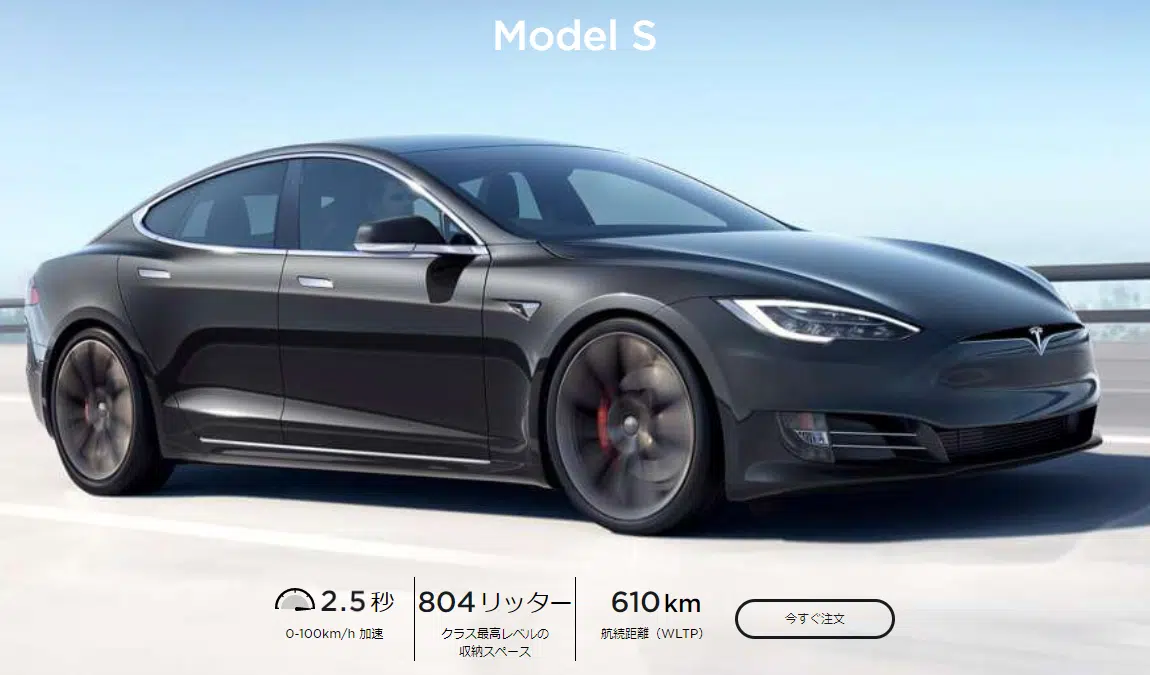 Model S
2.5 秒
0-100km/h 加速
804 リッター
クラス最高レベルの
収納スペース
610 km
航続距離（WLTP）
今すぐ注文